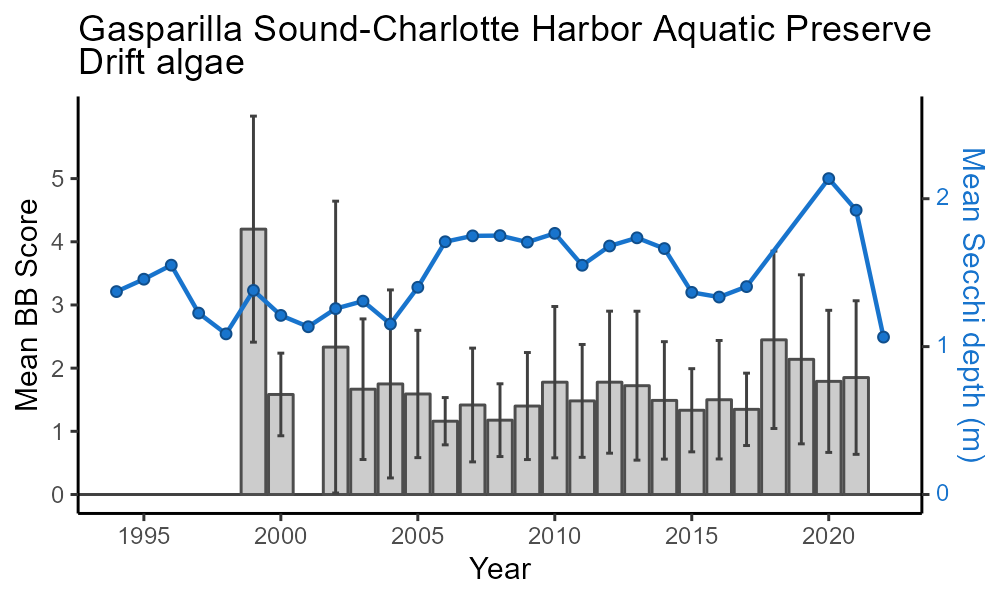 Gasparilla Sound-Charlotte Harbor Aquatic Preserve
Drift algae
Mean BB Score
5
4
3
2
1
0
2
1
0
Mean Secchi depth (m)
1995 2000 2005 2010 2015 2020
Year